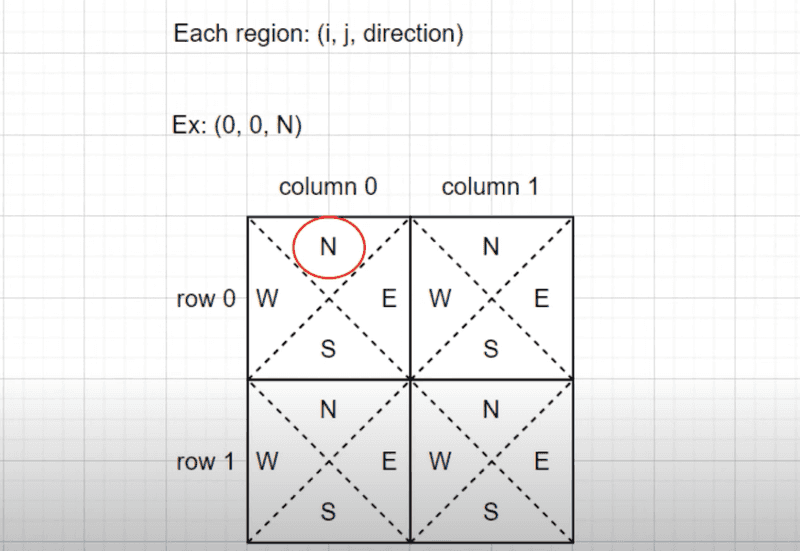 Each region: (i, j, direction)
Ex: (0, 0, N)
column 0 column 1
N N
row 0 W E W E
S S
N N
row 1 W E W E
S S